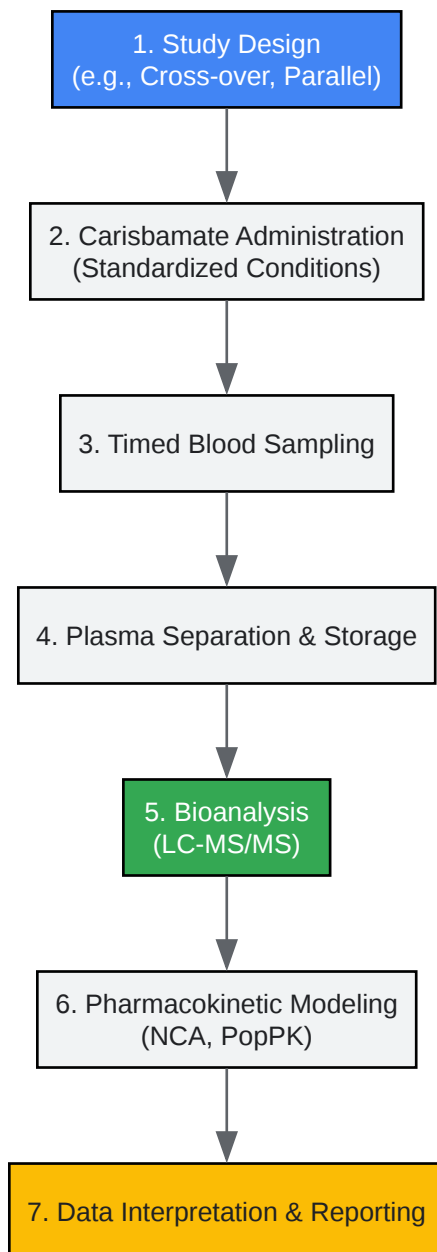 1. Study Design
(e.g., Cross-over, Parallel)
2. Carisbamate Administration
(Standardized Conditions)
3. Timed Blood Sampling
4. Plasma Separation & Storage
5. Bioanalysis
(LC-MS/MS)
6. Pharmacokinetic Modeling
(NCA, PopPK)
7. Data Interpretation & Reporting